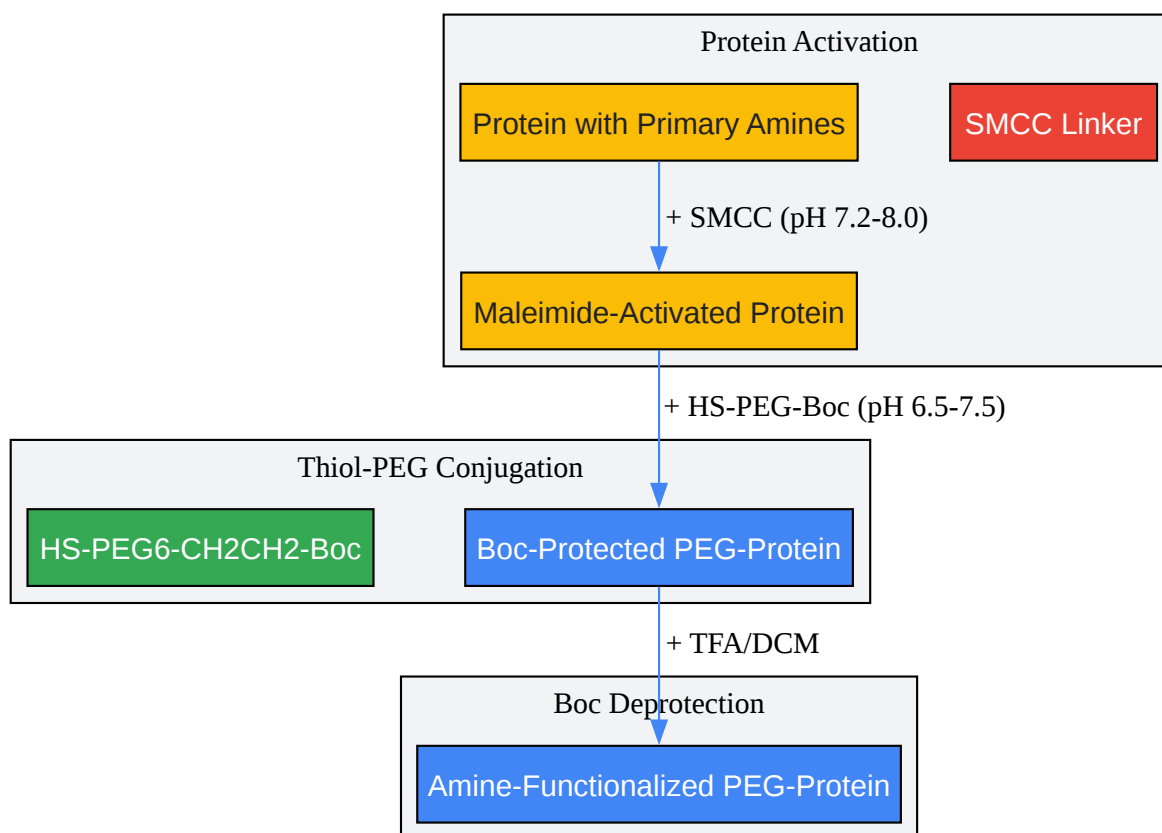 Protein Activation
Protein with Primary Amines
SMCC Linker
+ SMCC (pH 7.2-8.0)
Maleimide-Activated Protein
+ HS-PEG-Boc (pH 6.5-7.5)
Thiol-PEG Conjugation
HS-PEG6-CH2CH2-Boc
Boc-Protected PEG-Protein
+ TFA/DCM
Boc Deprotection
Amine-Functionalized PEG-Protein